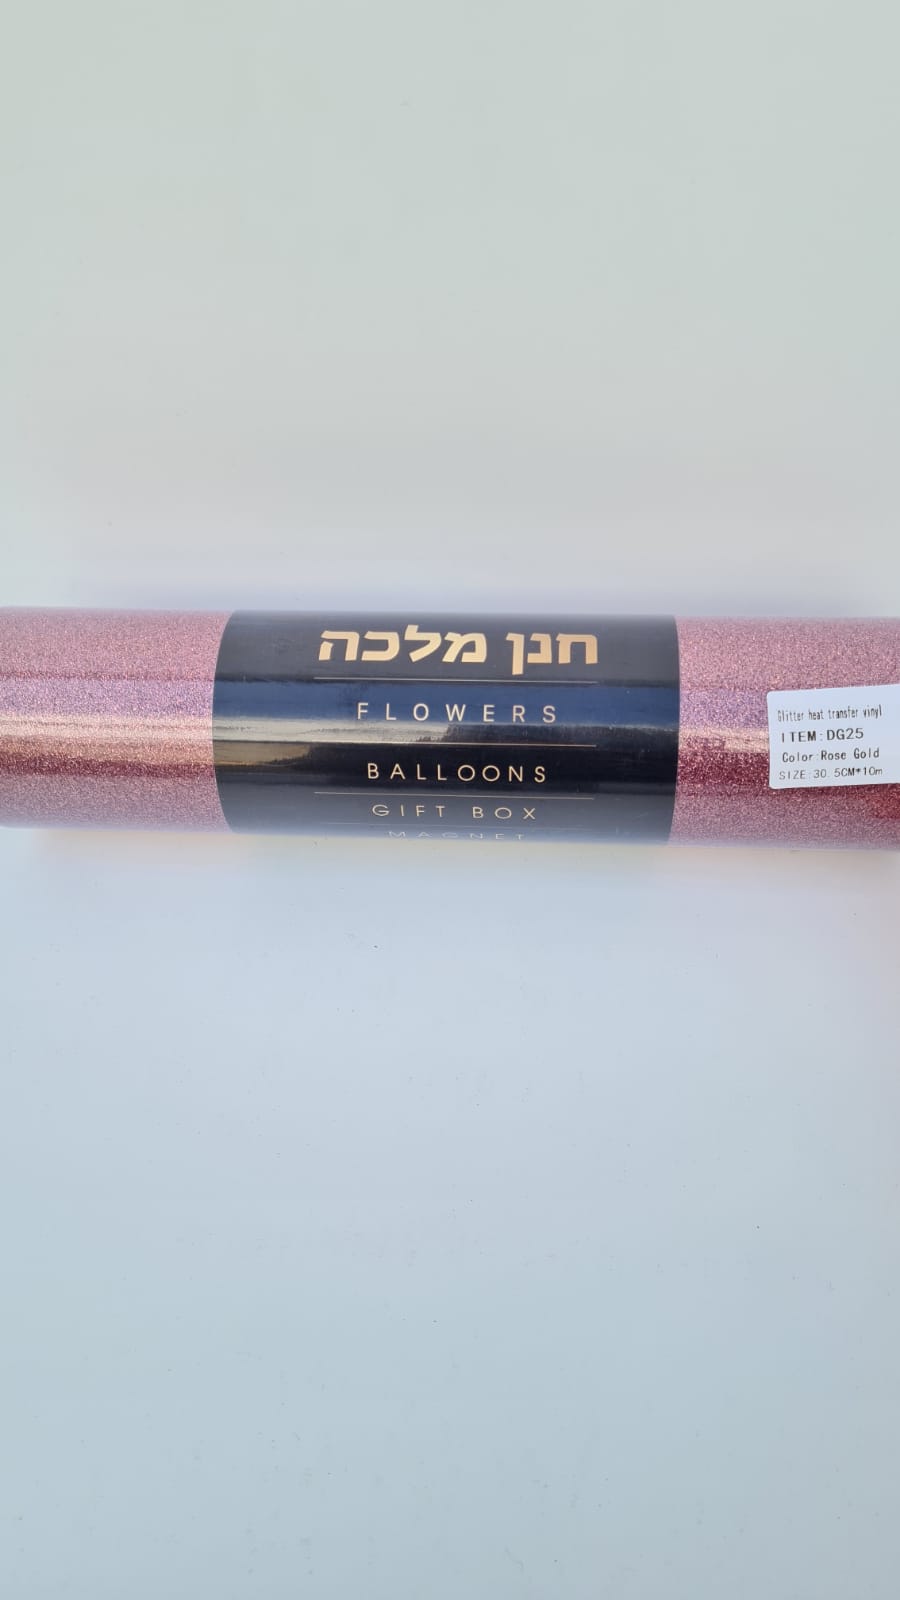 חנן מלכה
FLOWERS
BALLOONS
GIFT BOX
MAGNET
Glitter heat transfer vinyl
ITEM:DG25
Color:Rose Gold
SIZE:30.5CM*10m